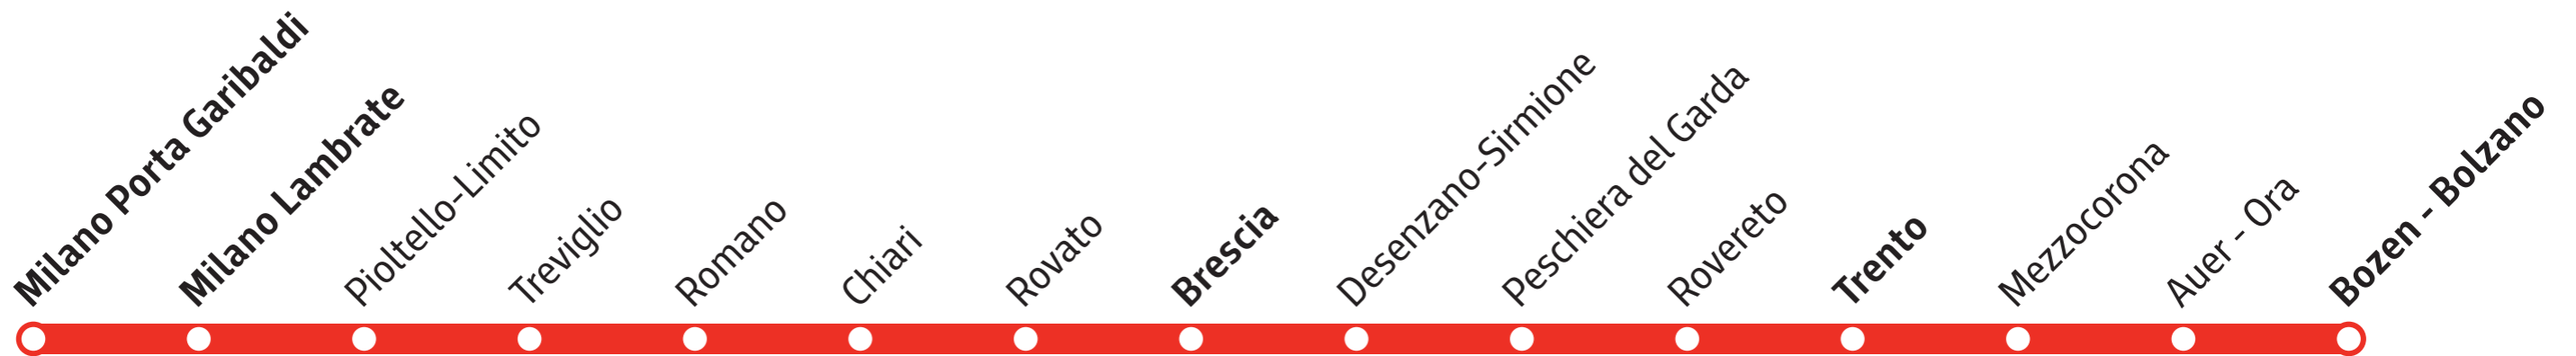 Milano Porta Garibaldi
Milano Lambrate
Pioltello-Limito
Treviglio
Romano
Chiari
Rovato
Brescia
Desenzano-Sirmione
Peschiera del Garda
Rovereto
Trento
Mezzocorona
Auer - Ora
Bozen - Bolzano